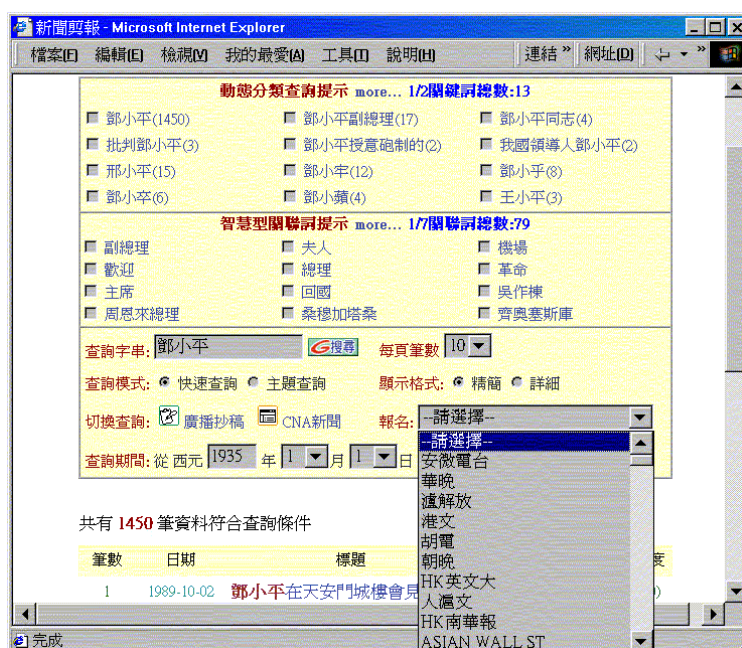 新聞剪報 - Microsoft Internet Explorer
檔案(F) 編輯(E) 檢視(V) 我的最愛(A) 工具(T) 說明(H) 連結 » 網址(D) »
動態分類查詢提示 more... 1/2關鍵詞總數:13
鄧小平(1450) 鄧小平副總理(17) 鄧小平同志(4)
批判鄧小平(3) 鄧小平授意砲制的(2) 我國領導人鄧小平(2)
邢小平(15) 鄧小宇(12) 鄧小乎(8)
鄧小卒(6) 鄧小蘋(4) 王小平(3)
智慧型關聯詞提示 more... 1/7關聯詞總數:79
副總理 夫人 機場
歡迎 總理 革命
主席 回國 吳作棟
周恩來總理 桑穆加塔桑 齊奧塞斯庫
查詢字串: 鄧小平 G搜尋 每頁筆數 10
查詢模式: 快速查詢 主題查詢 顯示格式: 精簡 詳細
切換查詢: 廣播抄稿 CNA新聞 報名: --請選擇--
查詢期間: 從 西元 1935 年 1 月 1 日
--請選擇--
安徽電台
華晚
瀘解放
港文
胡電
朝晚
HK英文大
人滬文
HK南華報
ASIAN WALL ST
共有 1450 筆資料符合查詢條件
筆數 日期 標題 度
1 1989-10-02 鄧小平在天安門城樓會見
完成